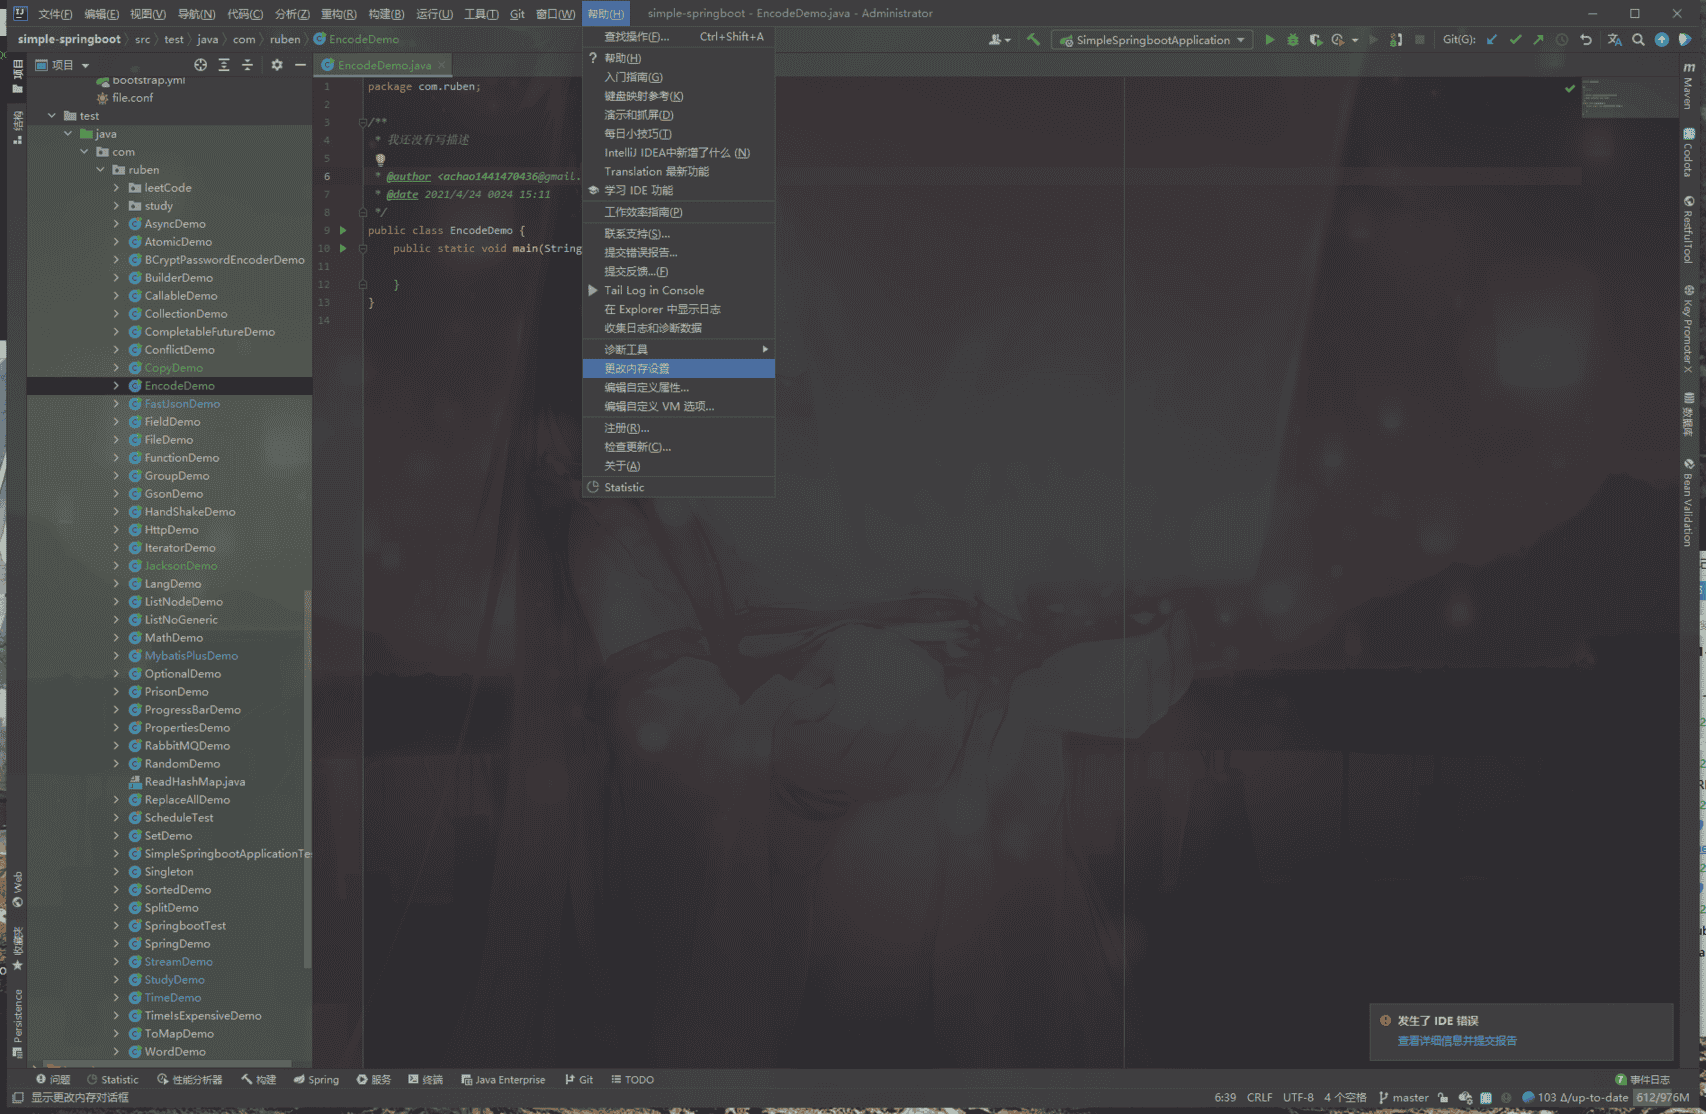 文件(F) 编辑(E) 视图(V) 导航(N) 代码(C) 分析(Z) 重构(R) 构建(B) 运行(U) 工具(T) Git 窗口(W) 帮助(H) simple-springboot - EncodeDemo.java - Administrator
simple-springboot src test java com ruben EncodeDemo
SimpleSpringbootApplication Git(G):
项目
EncodeDemo.java
bootstrap.yml
file.conf
test
java
com
ruben
leetCode
study
AsyncDemo
AtomicDemo
BCryptPasswordEncoderDemo
BuilderDemo
CallableDemo
CollectionDemo
CompletableFutureDemo
ConflictDemo
CopyDemo
EncodeDemo
FastJsonDemo
FieldDemo
FileDemo
FunctionDemo
GroupDemo
GsonDemo
HandShakeDemo
HttpDemo
IteratorDemo
JacksonDemo
LangDemo
ListNodeDemo
ListNoGeneric
MathDemo
MybatisPlusDemo
OptionalDemo
PrisonDemo
ProgressBarDemo
PropertiesDemo
RabbitMQDemo
RandomDemo
ReadHashMap.java
ReplaceAllDemo
ScheduleTest
SetDemo
SimpleSpringbootApplicationTe
Singleton
SortedDemo
SplitDemo
SpringbootTest
SpringDemo
StreamDemo
StudyDemo
TimeDemo
TimeIsExpensiveDemo
ToMapDemo
WordDemo
1 package com.ruben;
2
3 /**
4 * 我还没有写描述
5
6 * @author <achao1441470436@gmail.
7 * @date 2021/4/24 0024 15:11
8 */
9 public class EncodeDemo {
10 public static void main(String
11
12 }
13 }
14
查找操作(F)... Ctrl+Shift+A
? 帮助(H)
入门指南(G)
键盘映射参考(K)
演示和抓屏(D)
每日小技巧(T)
IntelliJ IDEA中新增了什么 (N)
Translation 最新功能
学习 IDE 功能
工作效率指南(P)
联系支持(S)...
提交错误报告...
提交反馈...(F)
Tail Log in Console
在 Explorer 中显示日志
收集日志和诊断数据
诊断工具
更改内存设置
编辑自定义属性...
编辑自定义 VM 选项...
注册(R)...
检查更新(C)...
关于(A)
Statistic
项目
结构
Web
收藏夹
Persistence
Maven
Codota
RestfulTool
Key Promoter X
数据库
Bean Validation
发生了 IDE 错误
查看详细信息并提交报告
问题 Statistic 性能分析器 构建 Spring 服务 终端 Java Enterprise Git TODO 7 事件日志
显示更改内存对话框 6:39 CRLF UTF-8 4 个空格 master 103 Δ/up-to-date 612/976M